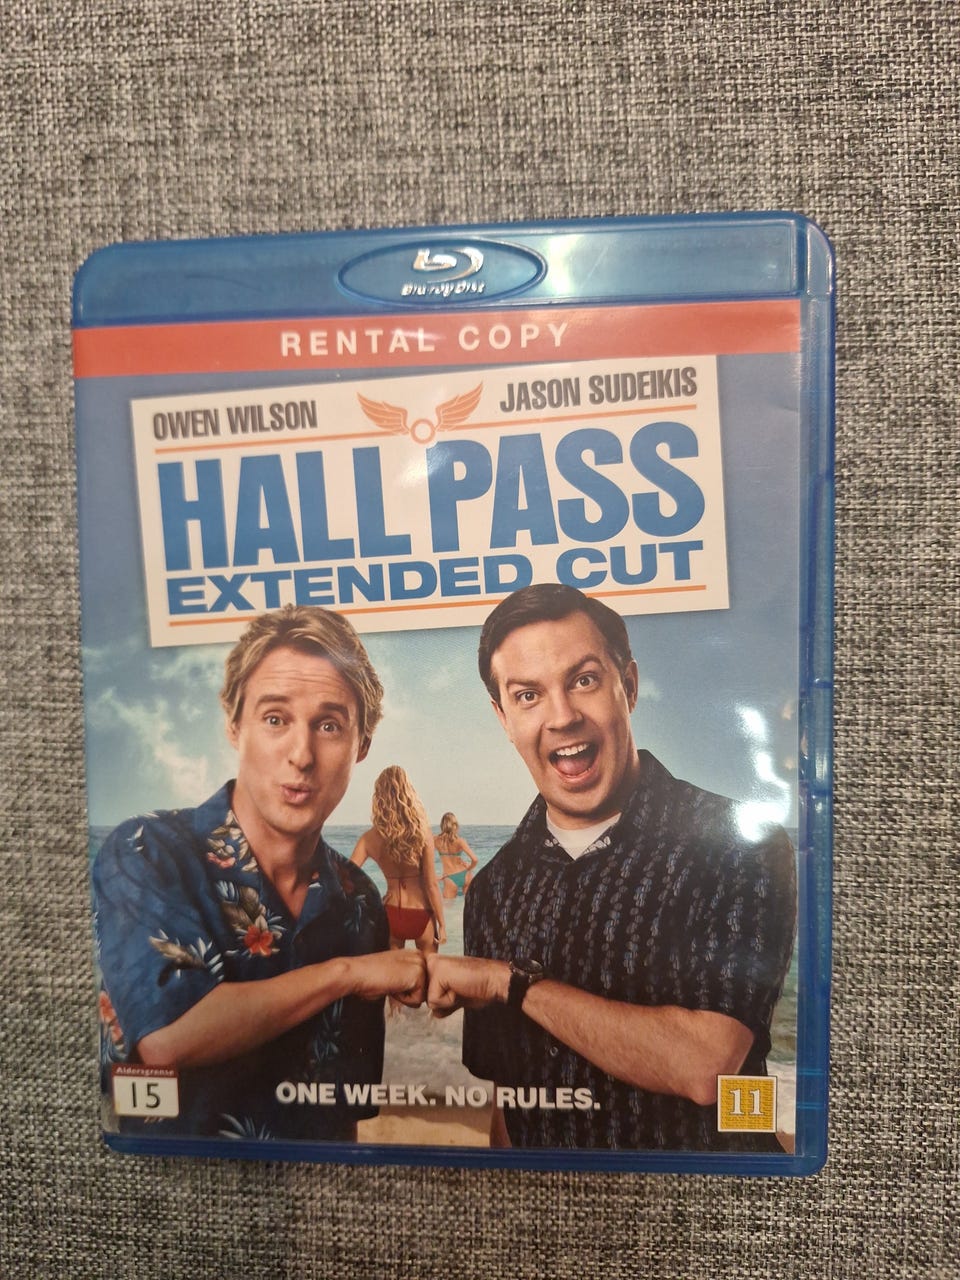 Blu-ray Disc
RENTAL COPY
OWEN WILSON
JASON SUDEIKIS
HALL PASS
EXTENDED CUT
Aldersgrense
15
ONE WEEK. NO RULES.
11